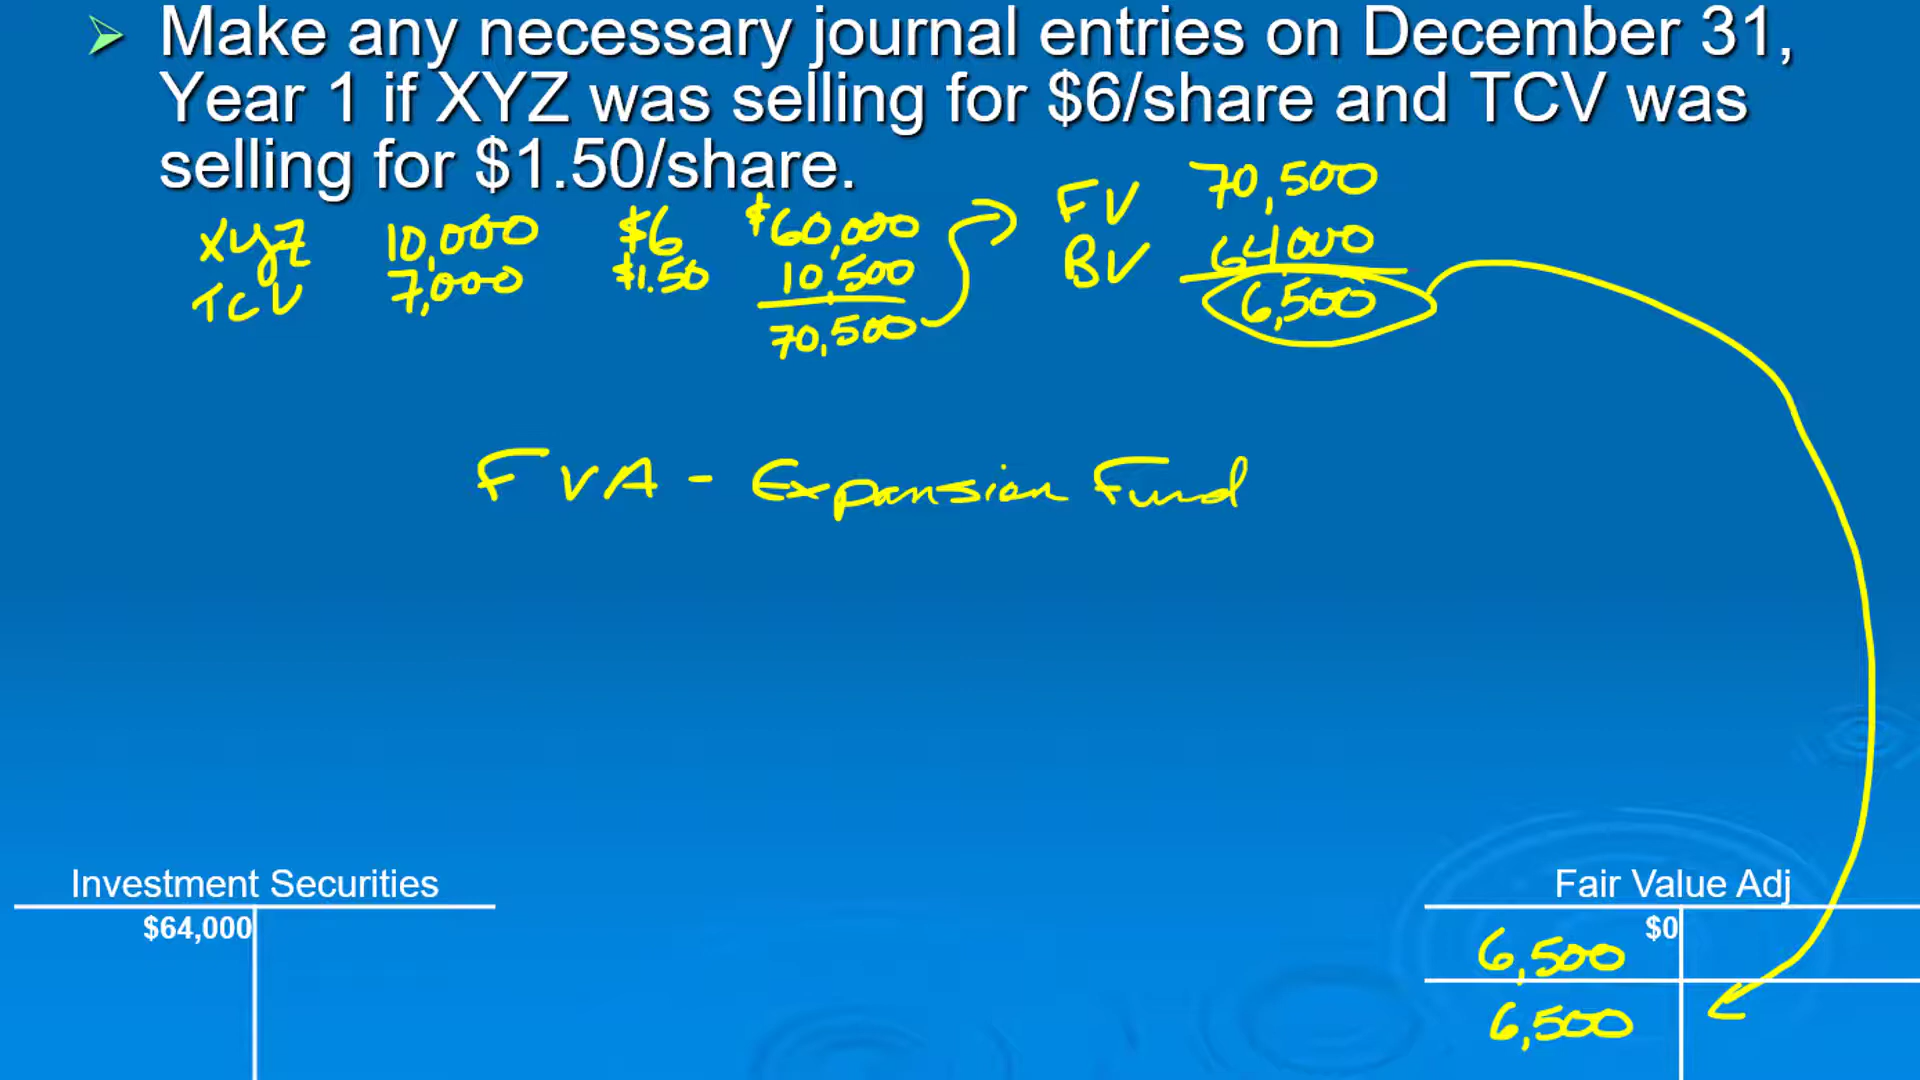 Make any necessary journal entries on December 31,
Year 1 if XYZ was selling for $6/share and TCV was
selling for $1.50/share.
XYZ 10,000 $6 $60,000
TCV 7,000 $1.50 10,500
70,500
FV 70,500
BV 64000
6,500
FVA - Expansion Fund
Investment Securities
$64,000
Fair Value Adj
$0
6,500
6,500